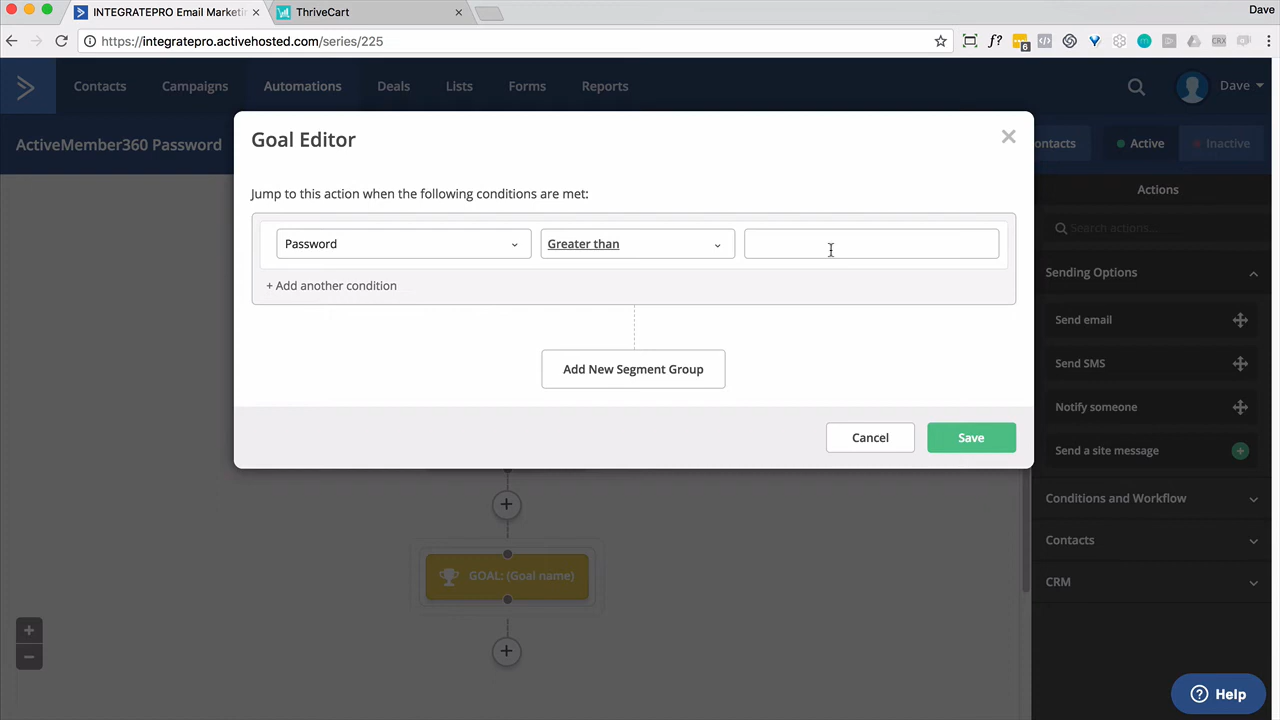 INTEGRATEPRO Email Marketi
ThriveCart
Dave
https://integratepro.activehosted.com/series/225
f?
6
CRX
Contacts
Campaigns
Automations
Deals
Lists
Forms
Reports
Dave
ActiveMember360 Password
ontacts
Active
Inactive
Goal Editor
Jump to this action when the following conditions are met:
Password
Greater than
+ Add another condition
Add New Segment Group
Cancel
Save
Actions
Search actions...
Sending Options
Send email
Send SMS
Notify someone
Send a site message
Conditions and Workflow
Contacts
CRM
GOAL: (Goal name)
Help